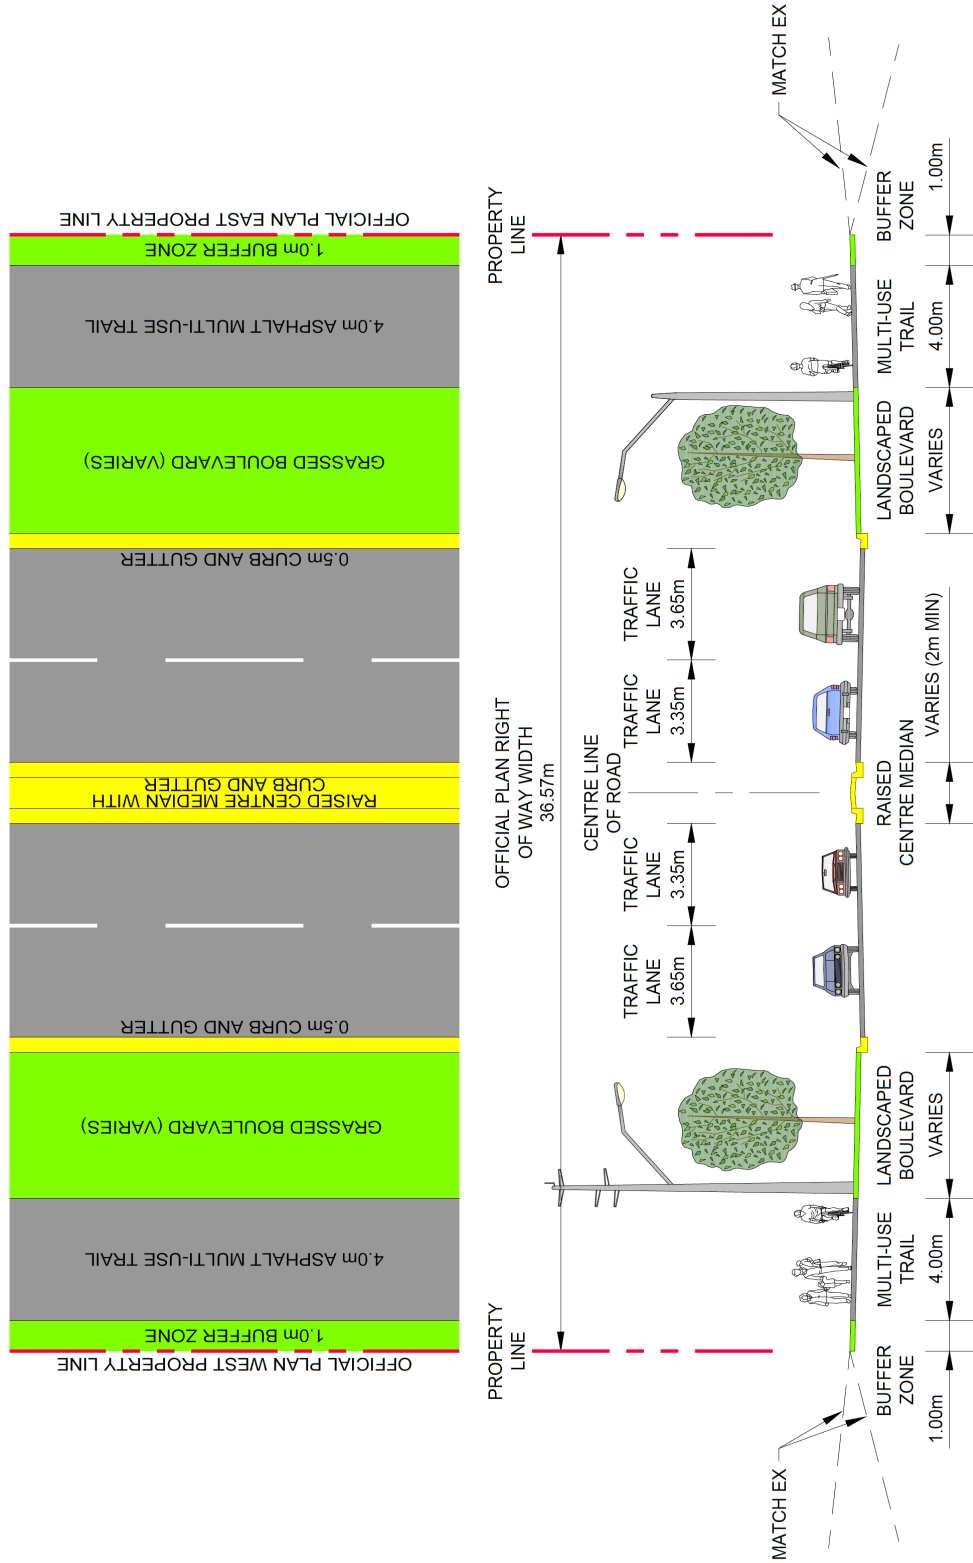 OFFICIAL PLAN WEST PROPERTY LINE
1.0m BUFFER ZONE
4.0m ASPHALT MULTI-USE TRAIL
GRASSED BOULEVARD (VARIES)
0.5m CURB AND GUTTER
RAISED CENTRE MEDIAN WITH
CURB AND GUTTER
0.5m CURB AND GUTTER
GRASSED BOULEVARD (VARIES)
4.0m ASPHALT MULTI-USE TRAIL
1.0m BUFFER ZONE
OFFICIAL PLAN EAST PROPERTY LINE
PROPERTY
LINE
OFFICIAL PLAN RIGHT
OF WAY WIDTH
36.57m
PROPERTY
LINE
CENTRE LINE
OF ROAD
TRAFFIC
LANE
3.65m
TRAFFIC
LANE
3.35m
TRAFFIC
LANE
3.35m
TRAFFIC
LANE
3.65m
MATCH EX
MATCH EX
BUFFER
ZONE
1.00m
MULTI-USE
TRAIL
4.00m
LANDSCAPED
BOULEVARD
VARIES
RAISED
CENTRE MEDIAN
VARIES (2m MIN)
LANDSCAPED
BOULEVARD
VARIES
MULTI-USE
TRAIL
4.00m
BUFFER
ZONE
1.00m